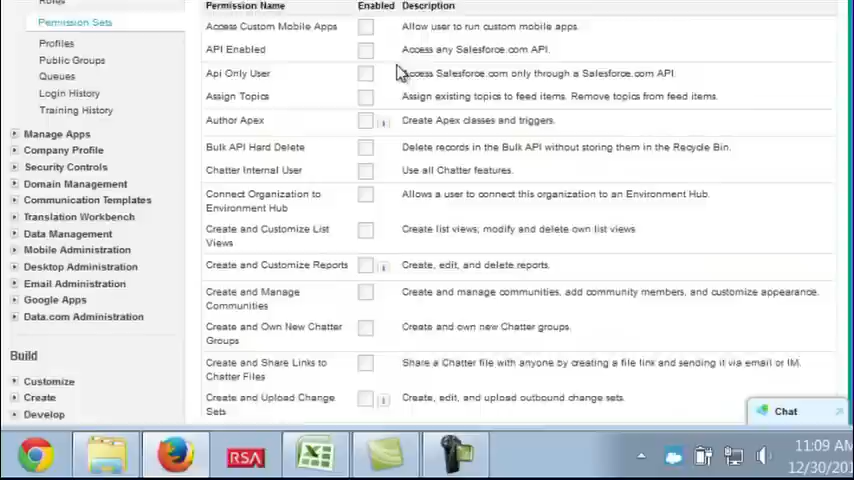 Roles
Permission Name Enabled Description
Permission Sets
Access Custom Mobile Apps Allow user to run custom mobile apps.
Profiles
API Enabled Access any Salesforce.com API.
Public Groups
Api Only User Access Salesforce.com only through a Salesforce.com API.
Queues
Login History
Assign Topics Assign existing topics to feed items. Remove topics from feed items.
Training History
Author Apex i Create Apex classes and triggers.
Manage Apps
Company Profile
Bulk API Hard Delete Delete records in the Bulk API without storing them in the Recycle Bin.
Security Controls
Chatter Internal User Use all Chatter features.
Domain Management
Connect Organization to Allows a user to connect this organization to an Environment Hub.
Environment Hub
Communication Templates
Translation Workbench
Create and Customize List Create list views, modify and delete own list views
Views
Data Management
Mobile Administration
Desktop Administration
Create and Customize Reports i Create, edit, and delete reports.
Email Administration
Create and Manage Create and manage communities, add community members, and customize appearance.
Communities
Google Apps
Data.com Administration
Create and Own New Chatter Create and own new Chatter groups.
Groups
Build
Create and Share Links to Share a Chatter file with anyone by creating a file link and sending it via email or IM.
Chatter Files
Customize
Create
Create and Upload Change i Create, edit, and upload outbound change sets.
Sets
Develop
Chat
RSA
11:09 AM
12/30/201